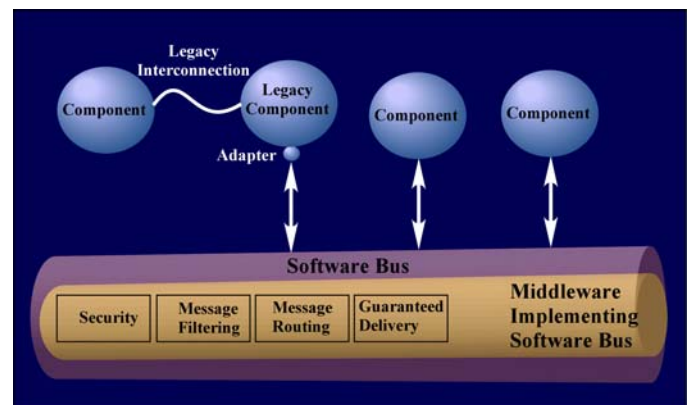 Legacy
Interconnection
Component
Legacy
Component
Component
Component
Adapter
Software Bus
Security
Message
Filtering
Message
Routing
Guaranteed
Delivery
Middleware
Implementing
Software Bus